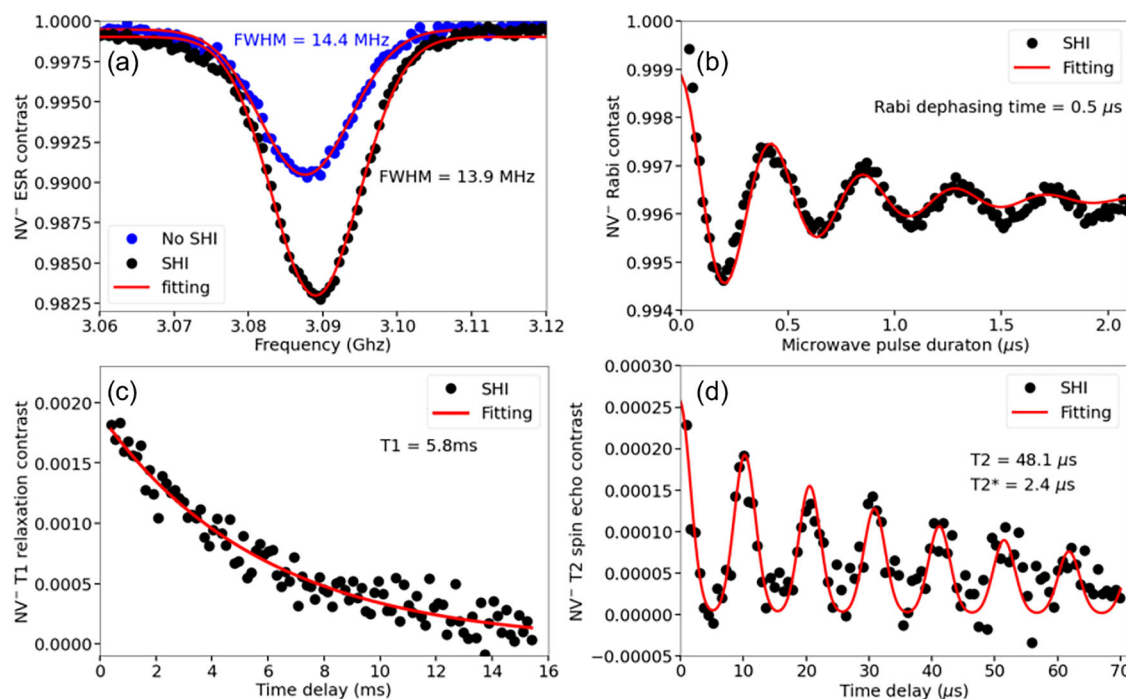 (a)
FWHM = 14.4 MHz
FWHM = 13.9 MHz
No SHI
SHI
fitting
NV⁻ ESR contrast
1.0000
0.9975
0.9950
0.9925
0.9900
0.9875
0.9850
0.9825
3.06 3.07 3.08 3.09 3.10 3.11 3.12
Frequency (Ghz)
(b)
SHI
Fitting
Rabi dephasing time = 0.5 μs
NV⁻ Rabi contast
0.999
0.998
0.997
0.996
0.995
0.994
0.0 0.5 1.0 1.5 2.0
Microwave pulse duraton (μs)
(c)
SHI
Fitting
T1 = 5.8ms
NV⁻ T1 relaxation contrast
0.0020
0.0015
0.0010
0.0005
0.0000
0 2 4 6 8 10 12 14 16
Time delay (ms)
(d)
SHI
Fitting
T2 = 48.1 μs
T2* = 2.4 μs
NV⁻ T2 spin echo contrast
0.00030
0.00025
0.00020
0.00015
0.00010
0.00005
0.00000
−0.00005
0 10 20 30 40 50 60 70
Time delay (μs)